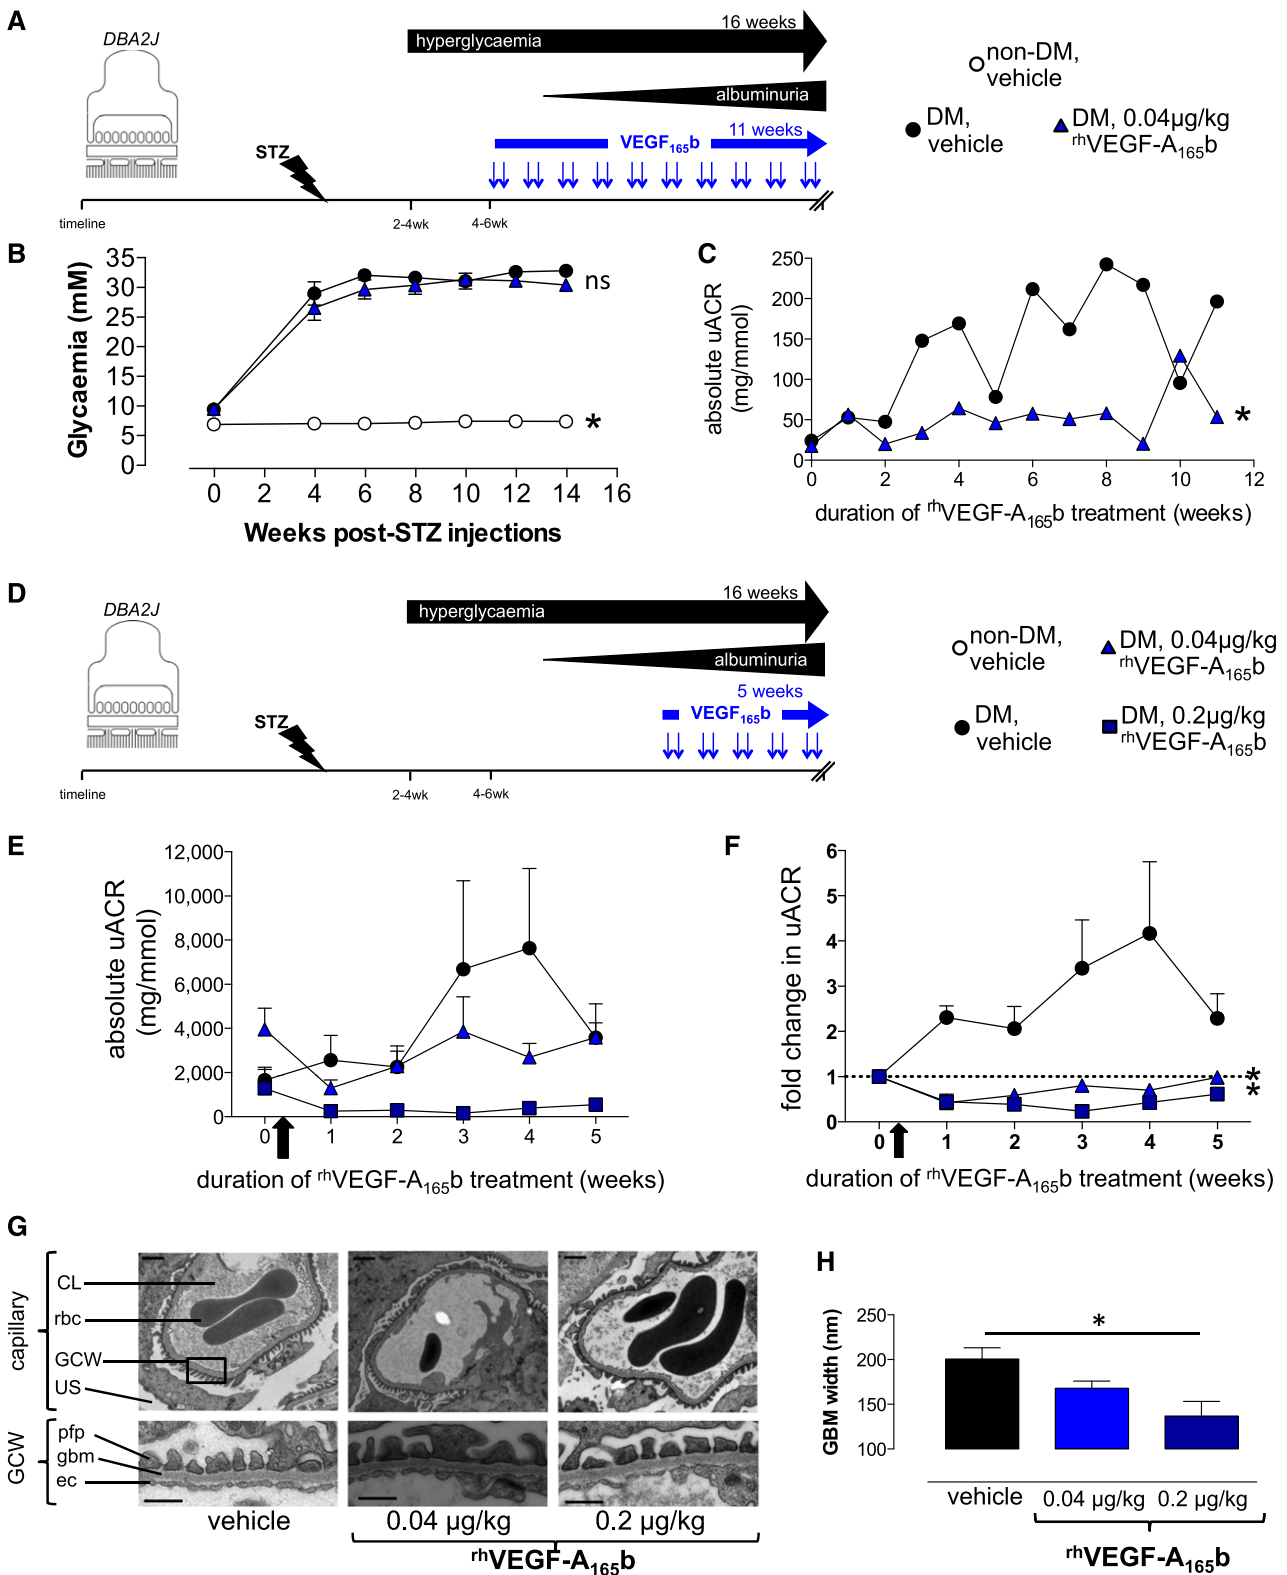 A
DBA2J
16 weeks
hyperglycaemia
albuminuria
11 weeks
VEGF165b
STZ
timeline
2-4wk
4-6wk
non-DM,
vehicle
DM,
vehicle
DM, 0.04µg/kg
rhVEGF-A165b
B
Glycaemia (mM)
35
30
25
20
15
10
5
0
ns
*
0 2 4 6 8 10 12 14 16
Weeks post-STZ injections
C
absolute uACR
(mg/mmol)
250
200
150
100
50
0
*
0 2 4 6 8 10 12
duration of rhVEGF-A165b treatment (weeks)
D
DBA2J
16 weeks
hyperglycaemia
albuminuria
5 weeks
VEGF165b
STZ
timeline
2-4wk
4-6wk
non-DM,
vehicle
DM, 0.04µg/kg
rhVEGF-A165b
DM,
vehicle
DM, 0.2µg/kg
rhVEGF-A165b
E
absolute uACR
(mg/mmol)
12,000
10,000
8,000
6,000
4,000
2,000
0
0 1 2 3 4 5
duration of rhVEGF-A165b treatment (weeks)
F
fold change in uACR
6
5
4
3
2
1
0
*
*
0 1 2 3 4 5
duration of rhVEGF-A165b treatment (weeks)
G
capillary
CL
rbc
GCW
US
GCW
pfp
gbm
ec
vehicle
0.04 µg/kg
0.2 µg/kg
rhVEGF-A165b
H
GBM width (nm)
250
200
150
100
*
vehicle
0.04 µg/kg
0.2 µg/kg
rhVEGF-A165b